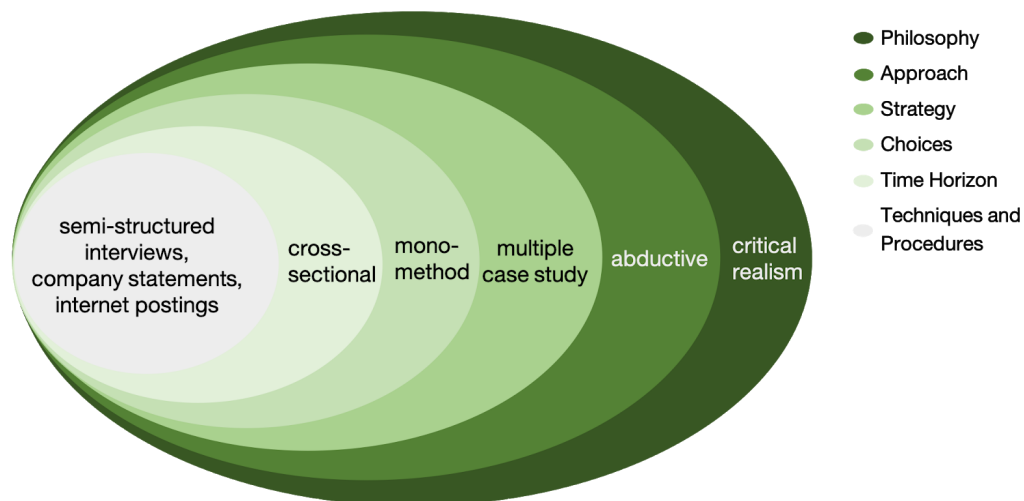 semi-structured
interviews,
company statements,
internet postings
cross-
sectional
mono-
method
multiple
case study
abductive
critical
realism
Philosophy
Approach
Strategy
Choices
Time Horizon
Techniques and
Procedures